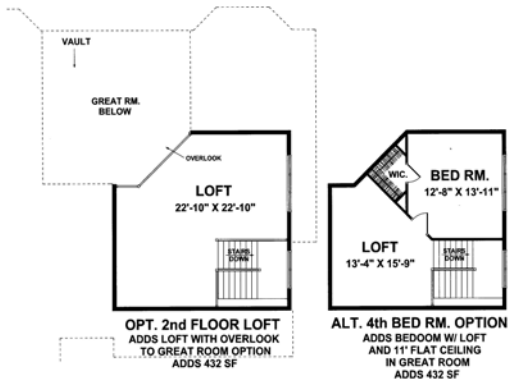 VAULT
GREAT RM.
BELOW
OVERLOOK
LOFT
22'-10" X 22'-10"
STAIRS
DOWN
OPT. 2nd FLOOR LOFT
ADDS LOFT WITH OVERLOOK
TO GREAT ROOM OPTION
ADDS 432 SF
WIC.
BED RM.
12'-8" X 13'-11"
LOFT
13'-4" X 15'-9"
STAIRS
DOWN
ALT. 4th BED RM. OPTION
ADDS BEDOOM W/ LOFT
AND 11' FLAT CEILING
IN GREAT ROOM
ADDS 432 SF